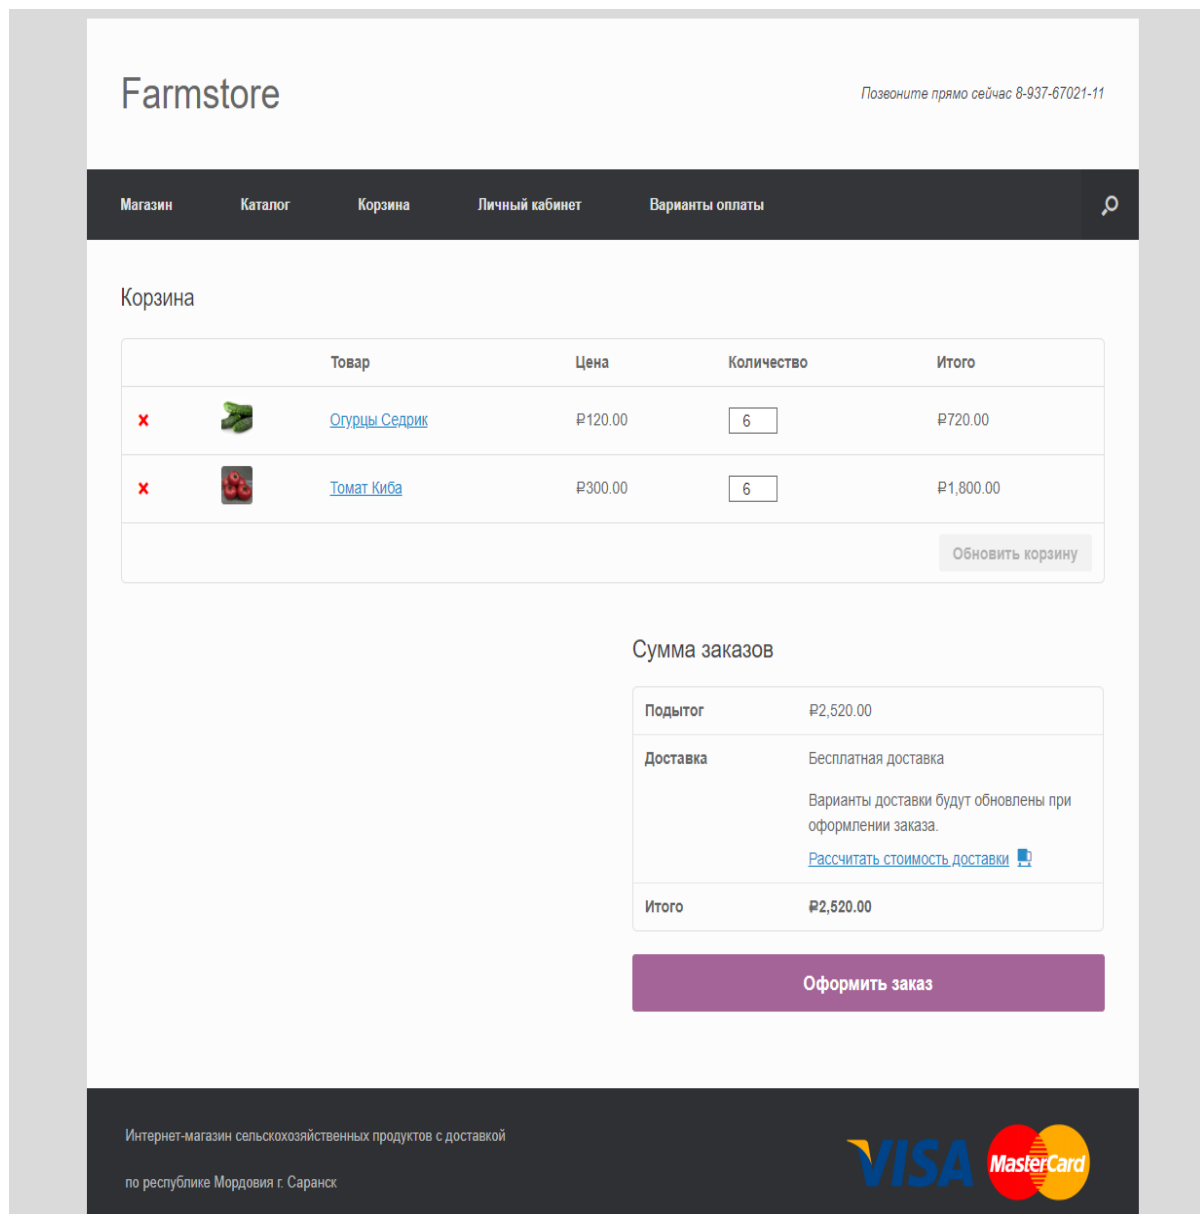 Farmstore
Позвоните прямо сейчас 8-937-67021-11
Магазин Каталог Корзина Личный кабинет Варианты оплаты
Корзина
Товар Цена Количество Итого
Огурцы Седрик ₽120.00 6 ₽720.00
Томат Киба ₽300.00 6 ₽1,800.00
Обновить корзину
Сумма заказов
Подытог ₽2,520.00
Доставка Бесплатная доставка
Варианты доставки будут обновлены при
оформлении заказа.
Рассчитать стоимость доставки
Итого ₽2,520.00
Оформить заказ
Интернет-магазин сельскохозяйственных продуктов с доставкой
по республике Мордовия г. Саранск
VISA MasterCard